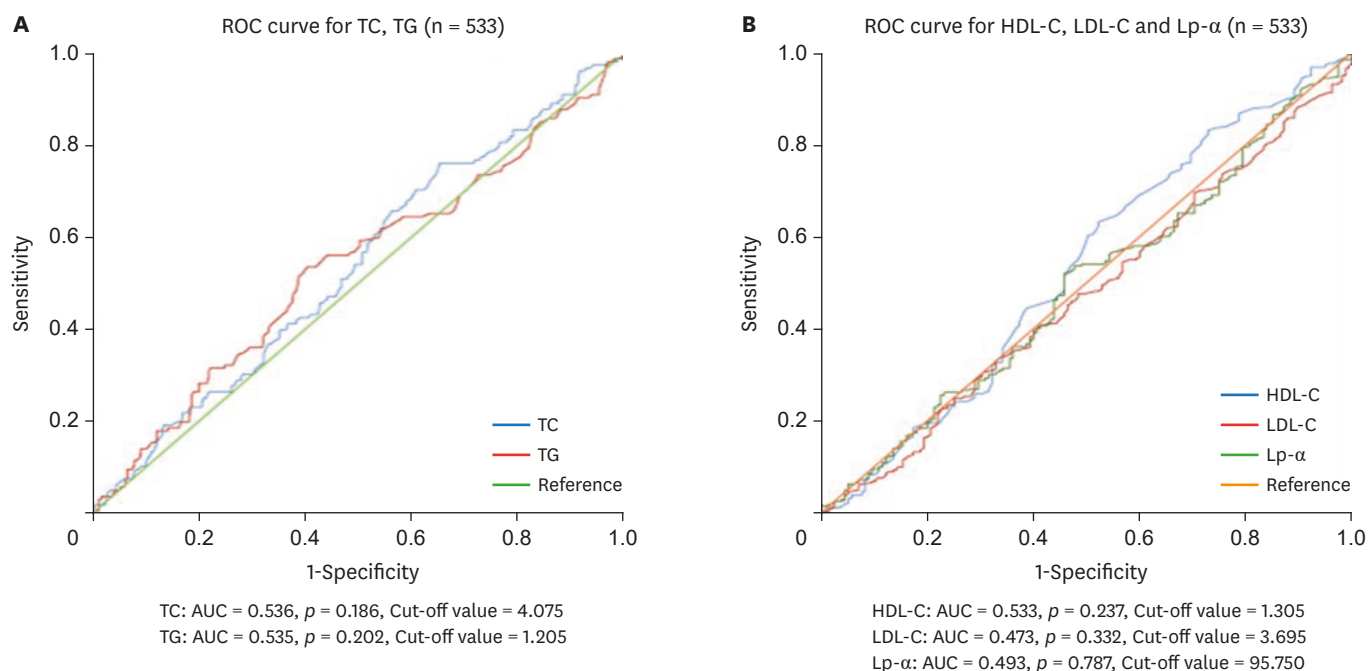 A
ROC curve for TC, TG (n = 533)
1.0
0.8
0.6
0.4
0.2
0
0.2
0.4
0.6
0.8
1.0
Sensitivity
1-Specificity
TC
TG
Reference
TC: AUC = 0.536, p = 0.186, Cut-off value = 4.075
TG: AUC = 0.535, p = 0.202, Cut-off value = 1.205
B
ROC curve for HDL-C, LDL-C and Lp-α (n = 533)
1.0
0.8
0.6
0.4
0.2
0
0.2
0.4
0.6
0.8
1.0
Sensitivity
1-Specificity
HDL-C
LDL-C
Lp-α
Reference
HDL-C: AUC = 0.533, p = 0.237, Cut-off value = 1.305
LDL-C: AUC = 0.473, p = 0.332, Cut-off value = 3.695
Lp-α: AUC = 0.493, p = 0.787, Cut-off value = 95.750